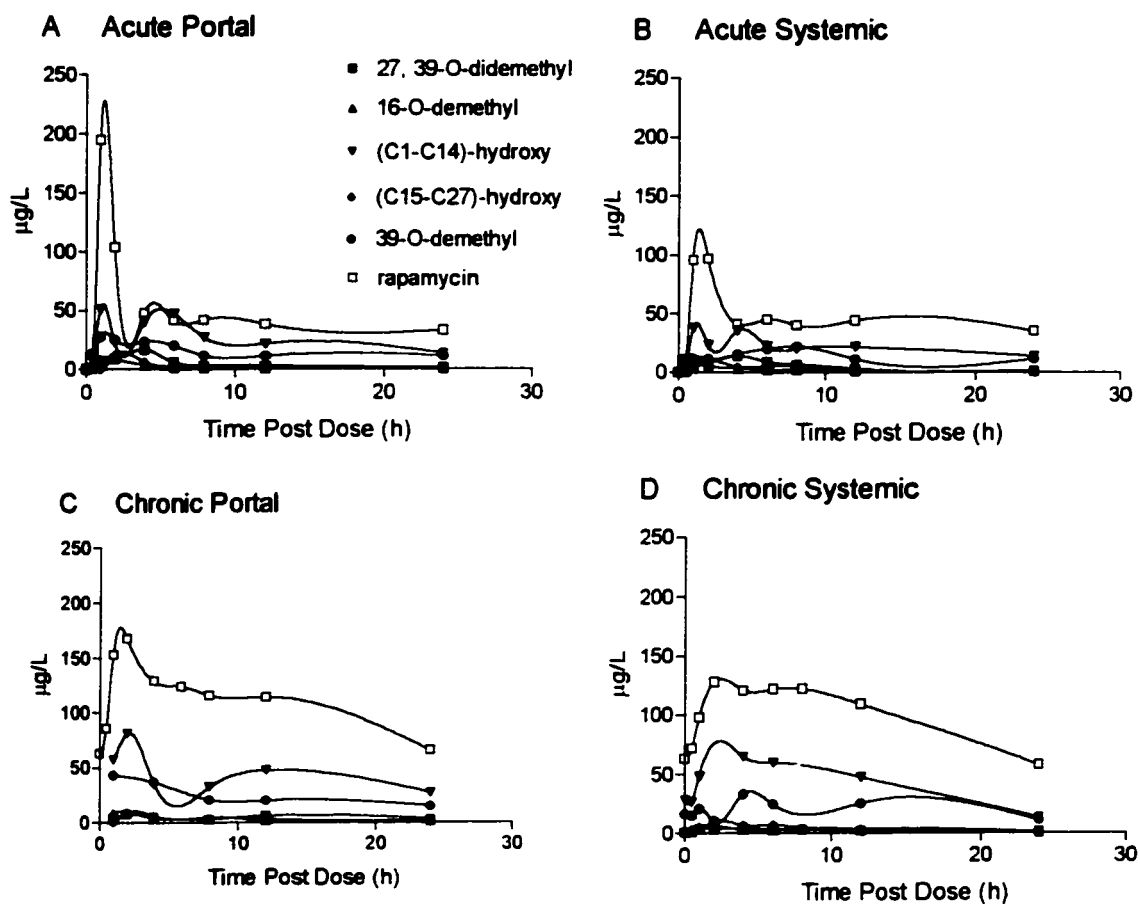 A Acute Portal
250
200
150
100
50
0
µg/L
0 10 20 30
Time Post Dose (h)
27, 39-O-didemethyl
16-O-demethyl
(C1-C14)-hydroxy
(C15-C27)-hydroxy
39-O-demethyl
rapamycin
B Acute Systemic
250
200
150
100
50
0
µg/L
0 10 20 30
Time Post Dose (h)
C Chronic Portal
250
200
150
100
50
0
µg/L
0 10 20 30
Time Post Dose (h)
D Chronic Systemic
250
200
150
100
50
0
µg/L
0 10 20 30
Time Post Dose (h)